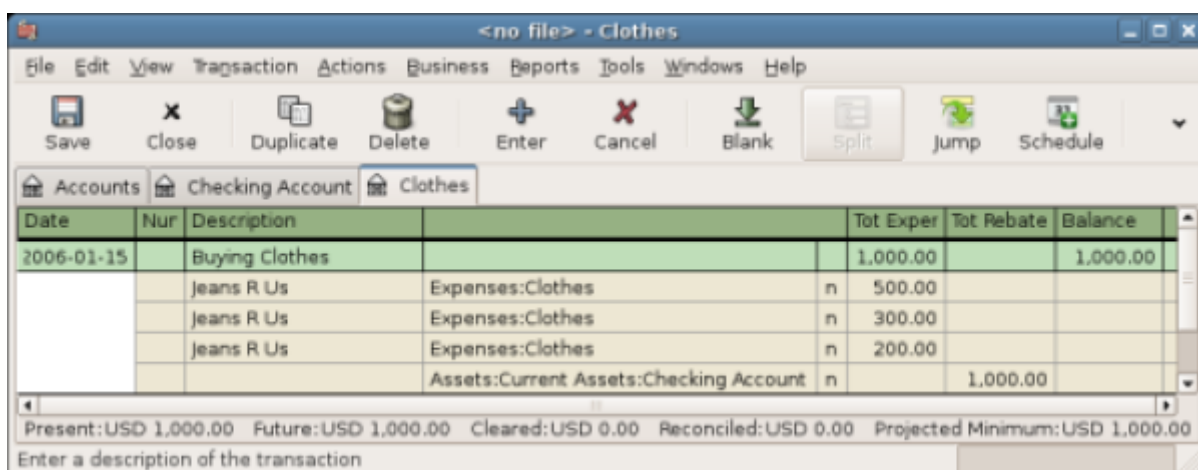 <no file> - Clothes
File Edit View Transaction Actions Business Reports Tools Windows Help
Save Close Duplicate Delete Enter Cancel Blank Split Jump Schedule
Accounts Checking Account Clothes
Date Nur Description Tot Exper Tot Rebate Balance
2006-01-15 Buying Clothes 1,000.00 1,000.00
Jeans R Us Expenses:Clothes n 500.00
Jeans R Us Expenses:Clothes n 300.00
Jeans R Us Expenses:Clothes n 200.00
Assets:Current Assets:Checking Account n 1,000.00
Present:USD 1,000.00 Future:USD 1,000.00 Cleared:USD 0.00 Reconciled:USD 0.00 Projected Minimum:USD 1,000.00
Enter a description of the transaction